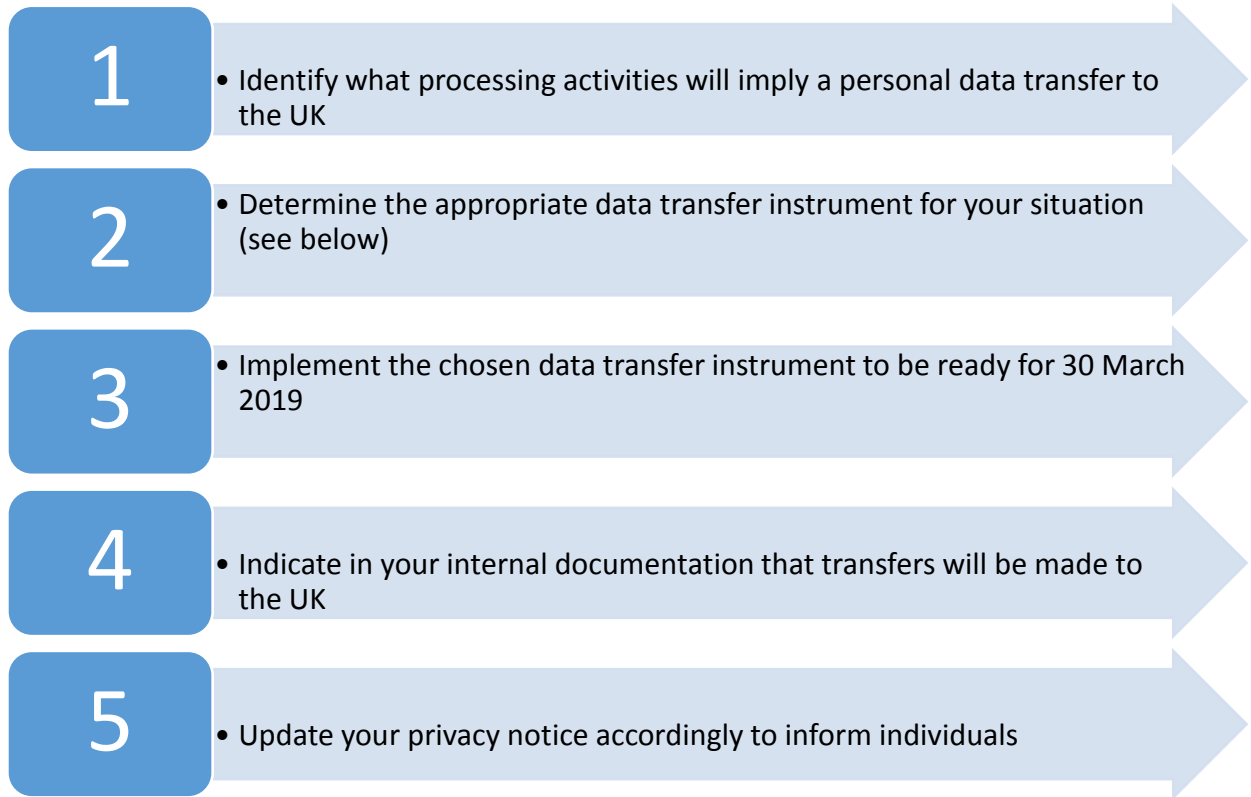 1
• Identify what processing activities will imply a personal data transfer to
the UK
2
• Determine the appropriate data transfer instrument for your situation
(see below)
3
• Implement the chosen data transfer instrument to be ready for 30 March
2019
4
• Indicate in your internal documentation that transfers will be made to
the UK
5
• Update your privacy notice accordingly to inform individuals